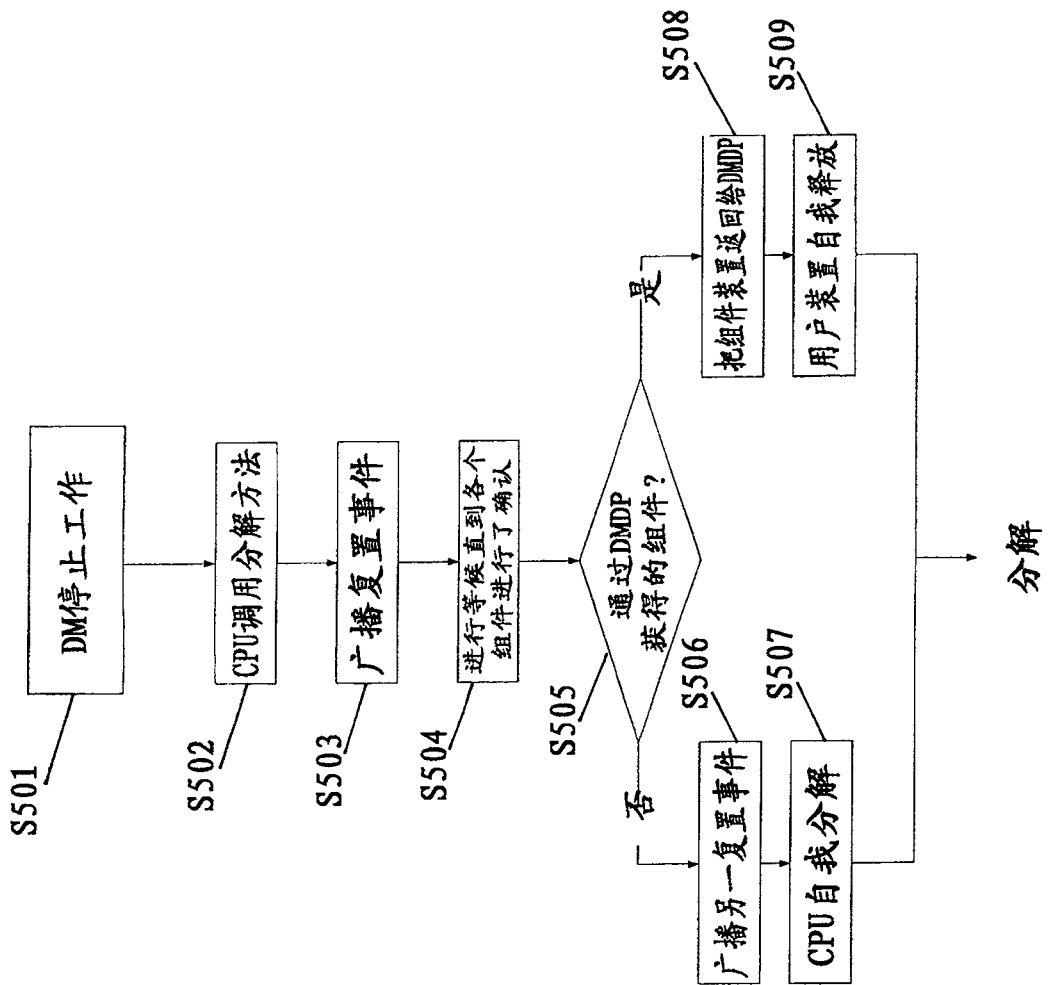 S501
DM停止工作
S502
CPU调用分解方法
S503
广播复置事件
S504
进行等候直到各个
组件进行了确认
S505
通过DMDP
获得的组件?
否
S506
广播另一复置事件
S507
CPU自我分解
是
S508
把组件装置返回给DMDP
S509
用户装置自我释放
分解